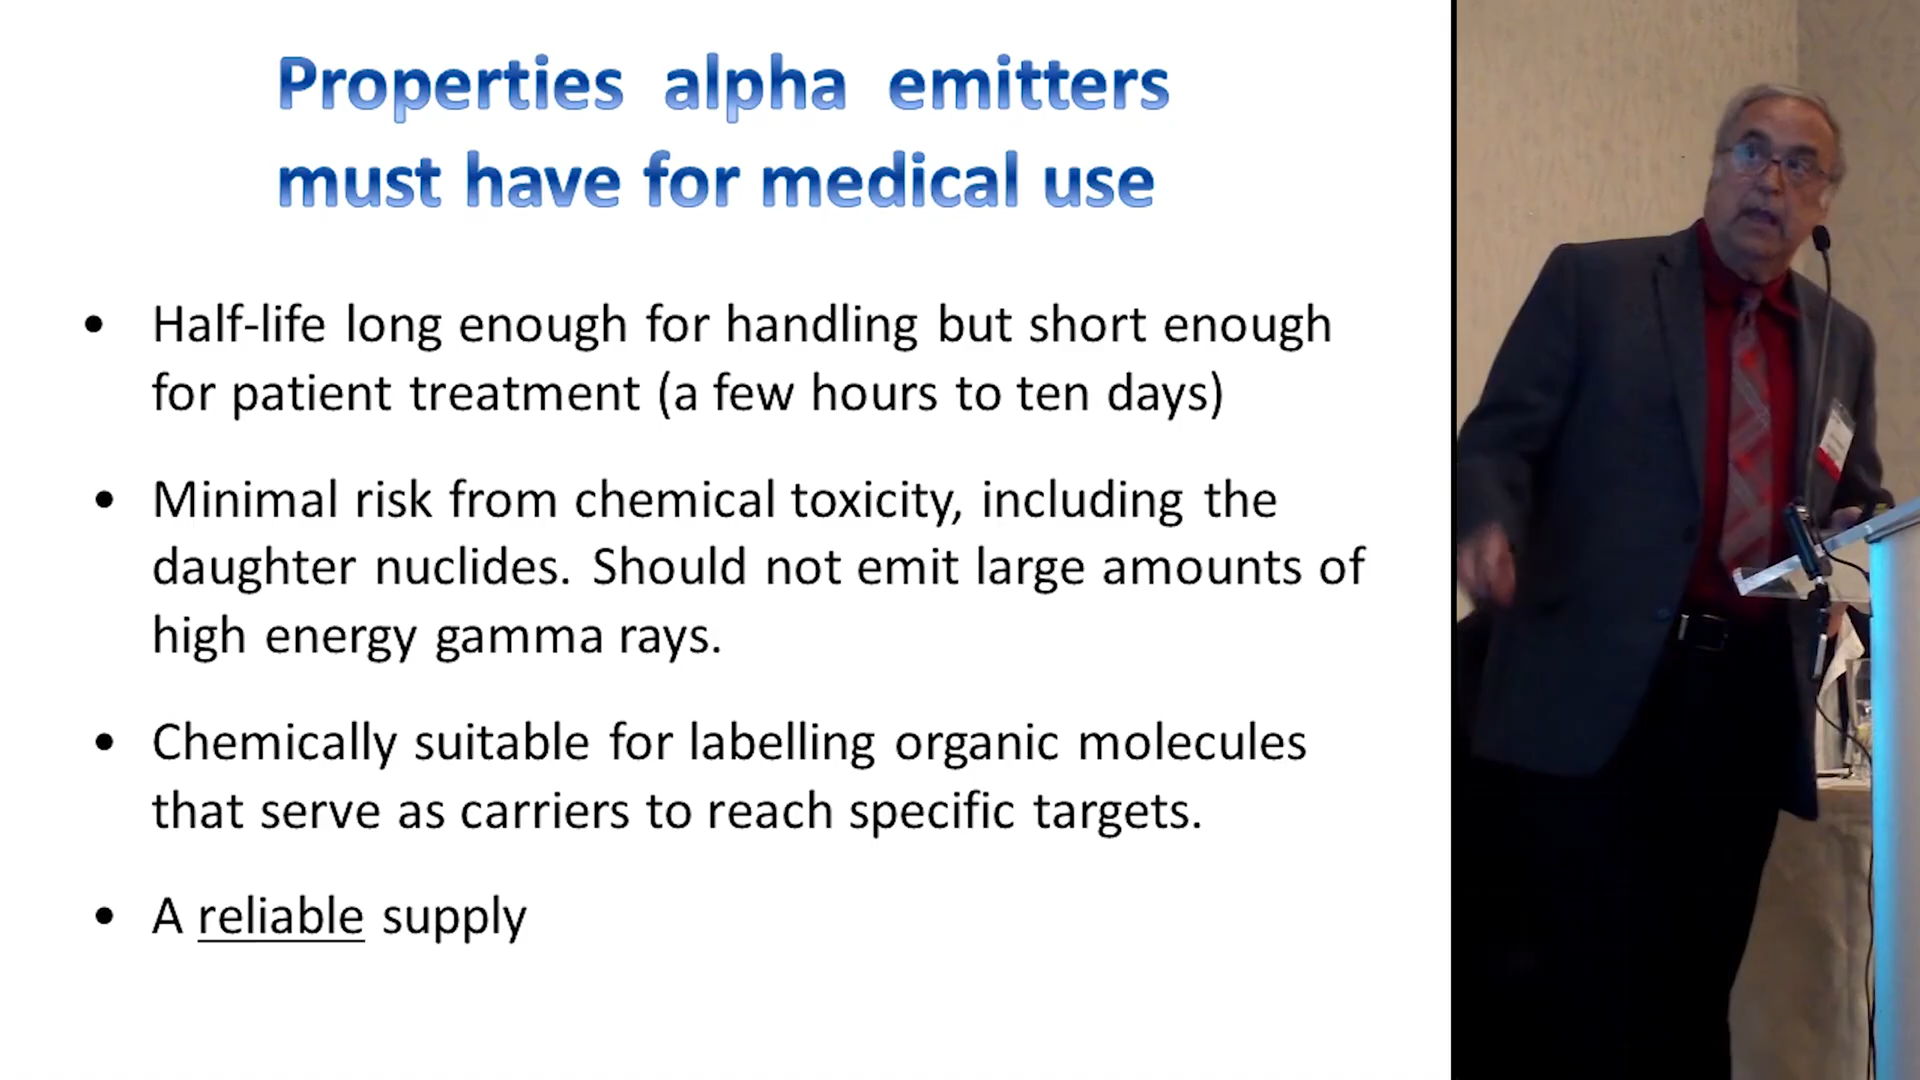 Properties alpha emitters
must have for medical use
• Half-life long enough for handling but short enough
for patient treatment (a few hours to ten days)
• Minimal risk from chemical toxicity, including the
daughter nuclides. Should not emit large amounts of
high energy gamma rays.
• Chemically suitable for labelling organic molecules
that serve as carriers to reach specific targets.
• A reliable supply